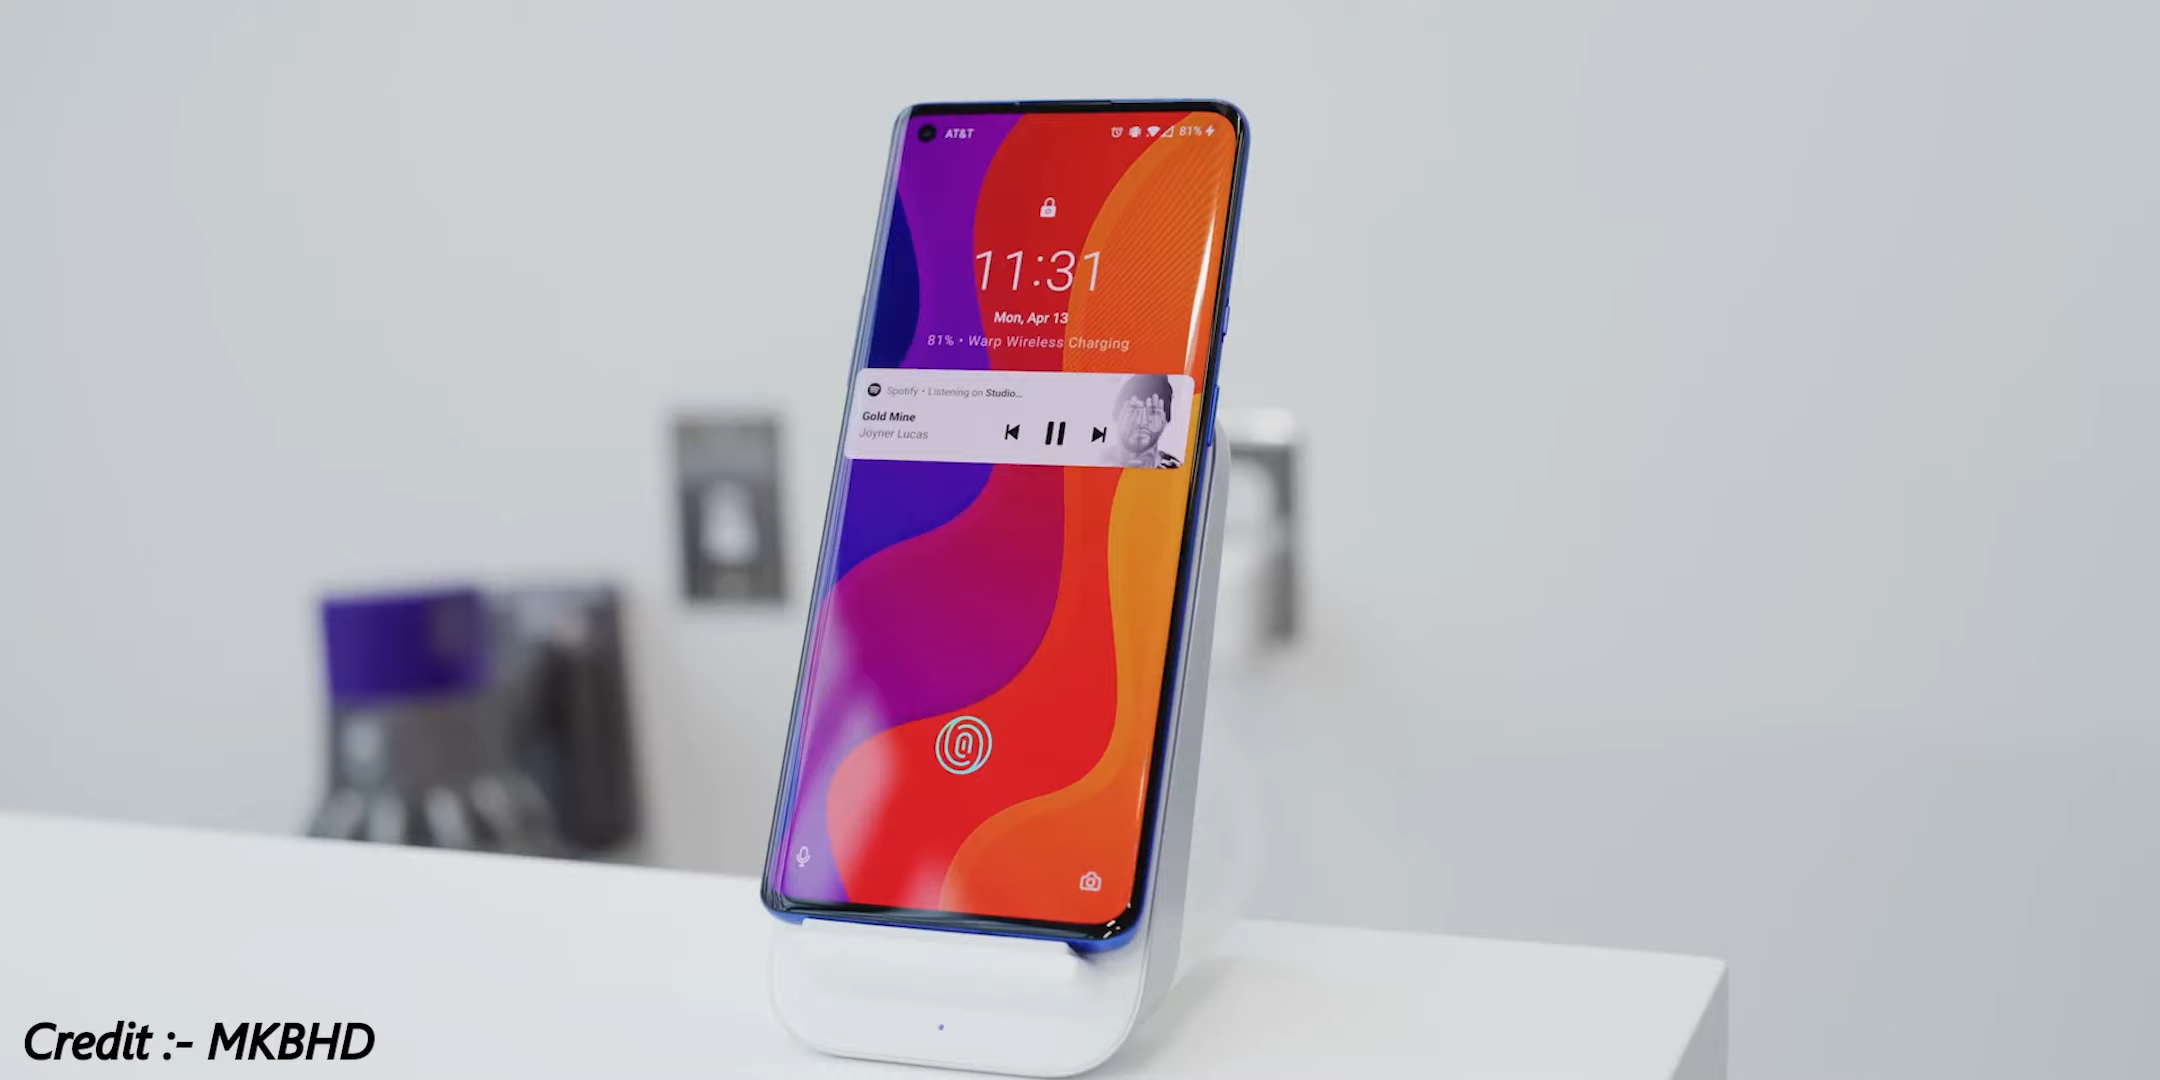 AT&T
81%
11:31
Mon, Apr 13
81% • Warp Wireless Charging
Spotify • Listening on Studio...
Gold Mine
Joyner Lucas
Credit :- MKBHD